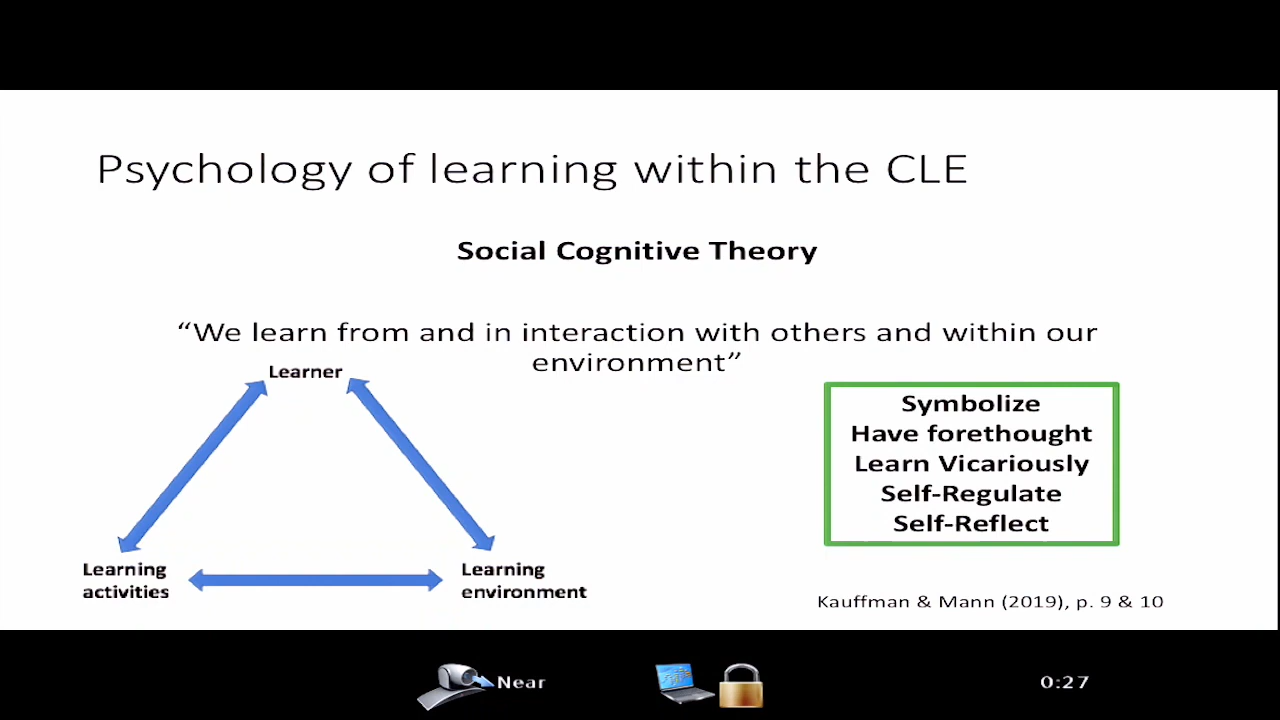 Psychology of learning within the CLE
Social Cognitive Theory
“We learn from and in interaction with others and within our
environment”
Learner
Learning
activities
Learning
environment
Symbolize
Have forethought
Learn Vicariously
Self-Regulate
Self-Reflect
Kauffman & Mann (2019), p. 9 & 10
Near
0:27